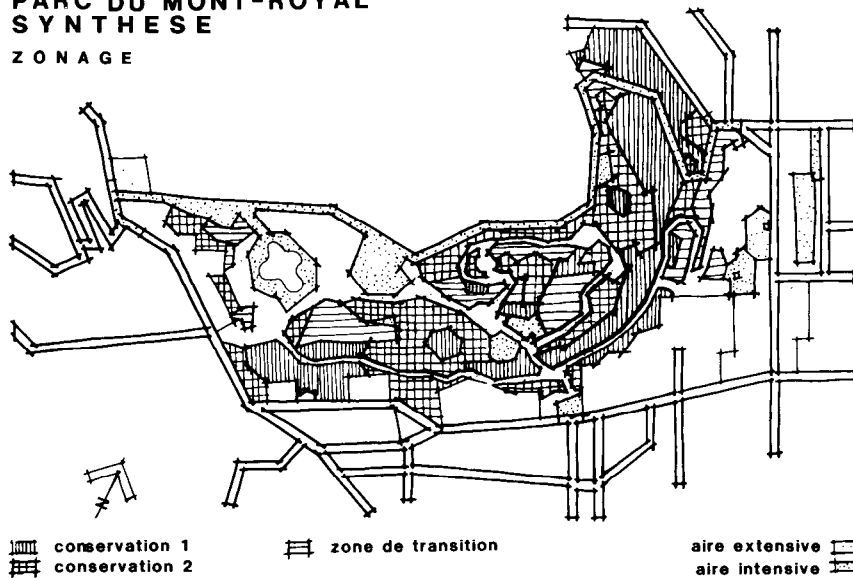 PARC DU MONT-ROYAL
SYNTHESE
ZONAGE
N
conservation 1
conservation 2
zone de transition
aire extensive
aire intensive